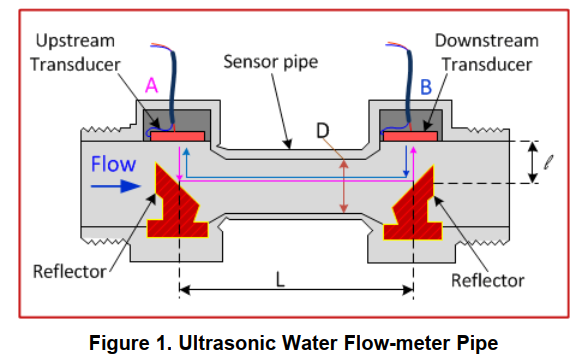 Upstream
Transducer
A
Sensor pipe
Downstream
Transducer
B
D
Flow
l
Reflector
L
Reflector
Figure 1. Ultrasonic Water Flow-meter Pipe